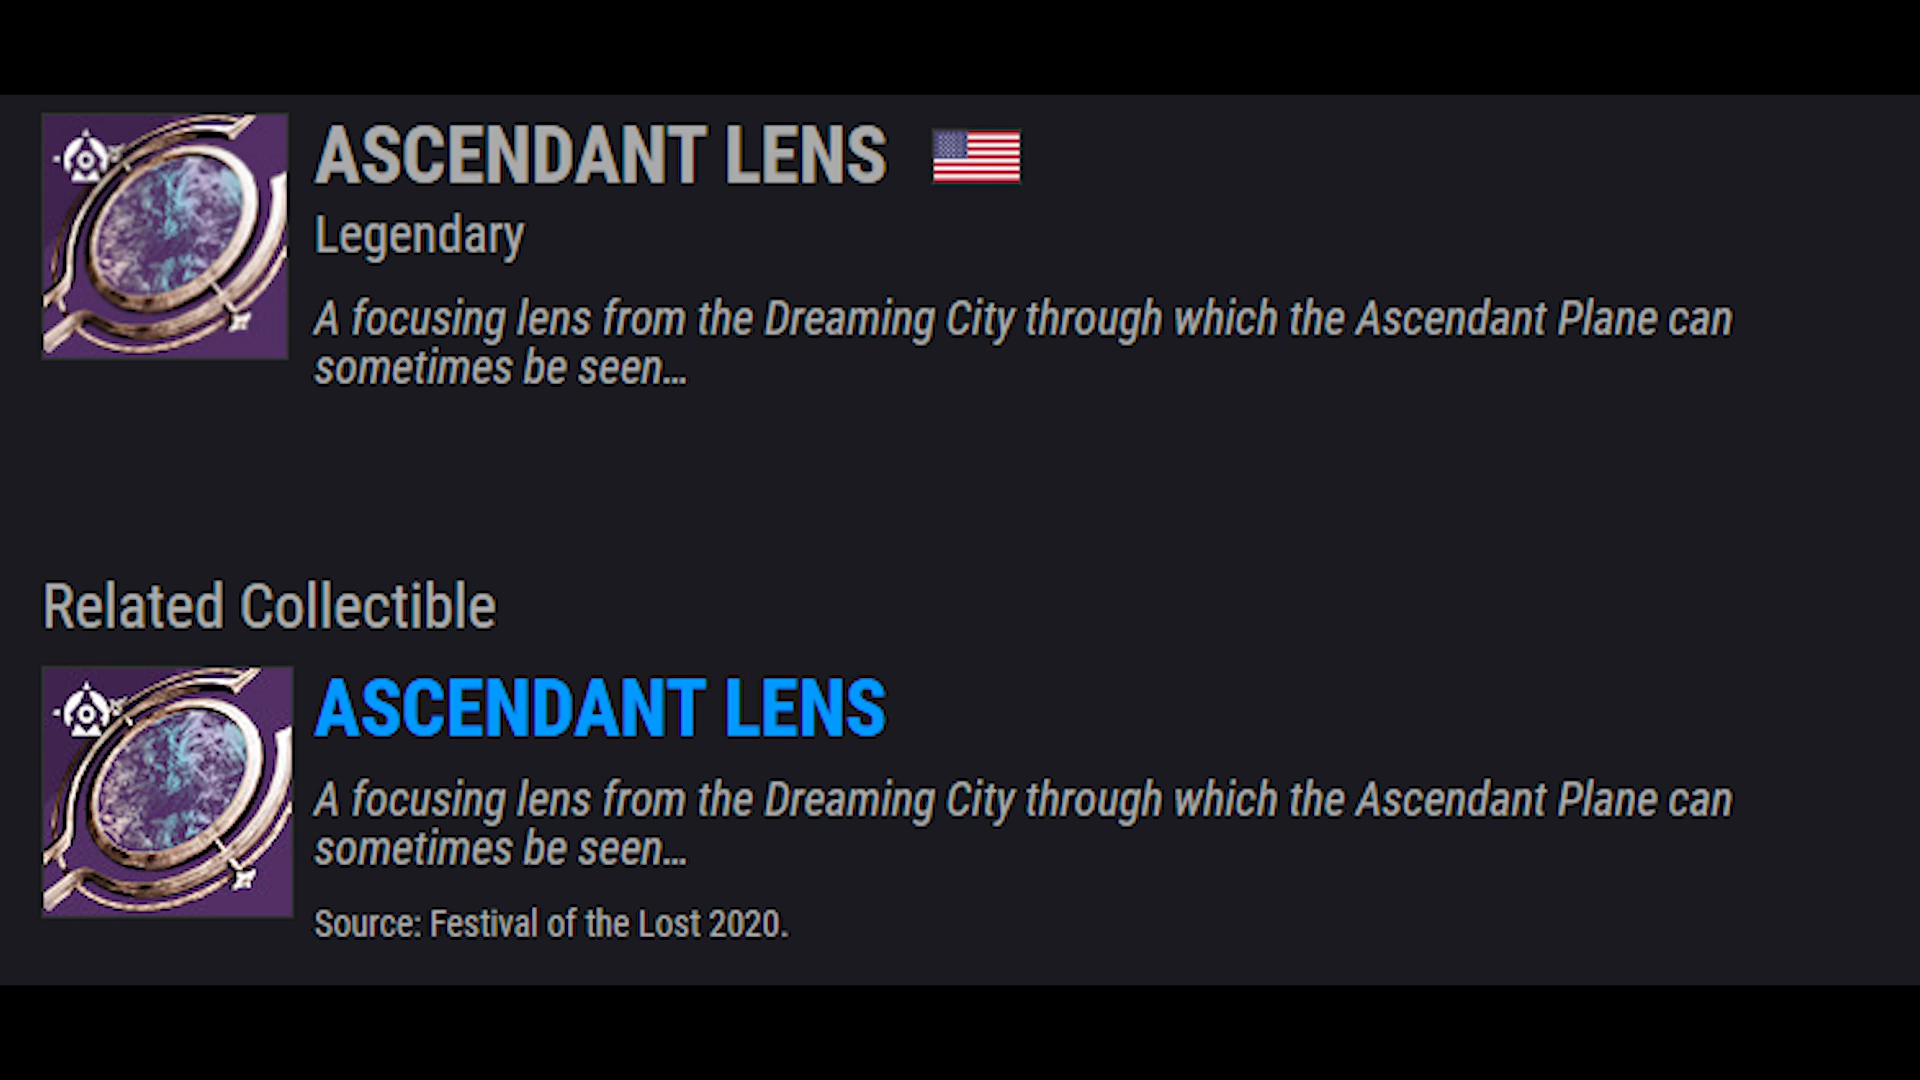 ASCENDANT LENS
Legendary
A focusing lens from the Dreaming City through which the Ascendant Plane can
sometimes be seen…
Related Collectible
ASCENDANT LENS
A focusing lens from the Dreaming City through which the Ascendant Plane can
sometimes be seen…
Source: Festival of the Lost 2020.